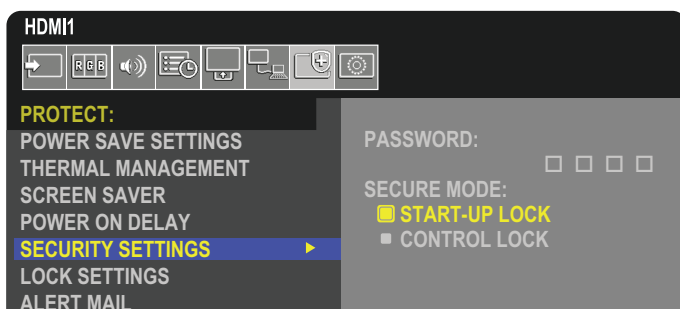 HDMI1
R G B
PROTECT:
POWER SAVE SETTINGS
THERMAL MANAGEMENT
SCREEN SAVER
POWER ON DELAY
SECURITY SETTINGS
LOCK SETTINGS
ALERT MAIL
PASSWORD:
SECURE MODE:
START-UP LOCK
CONTROL LOCK